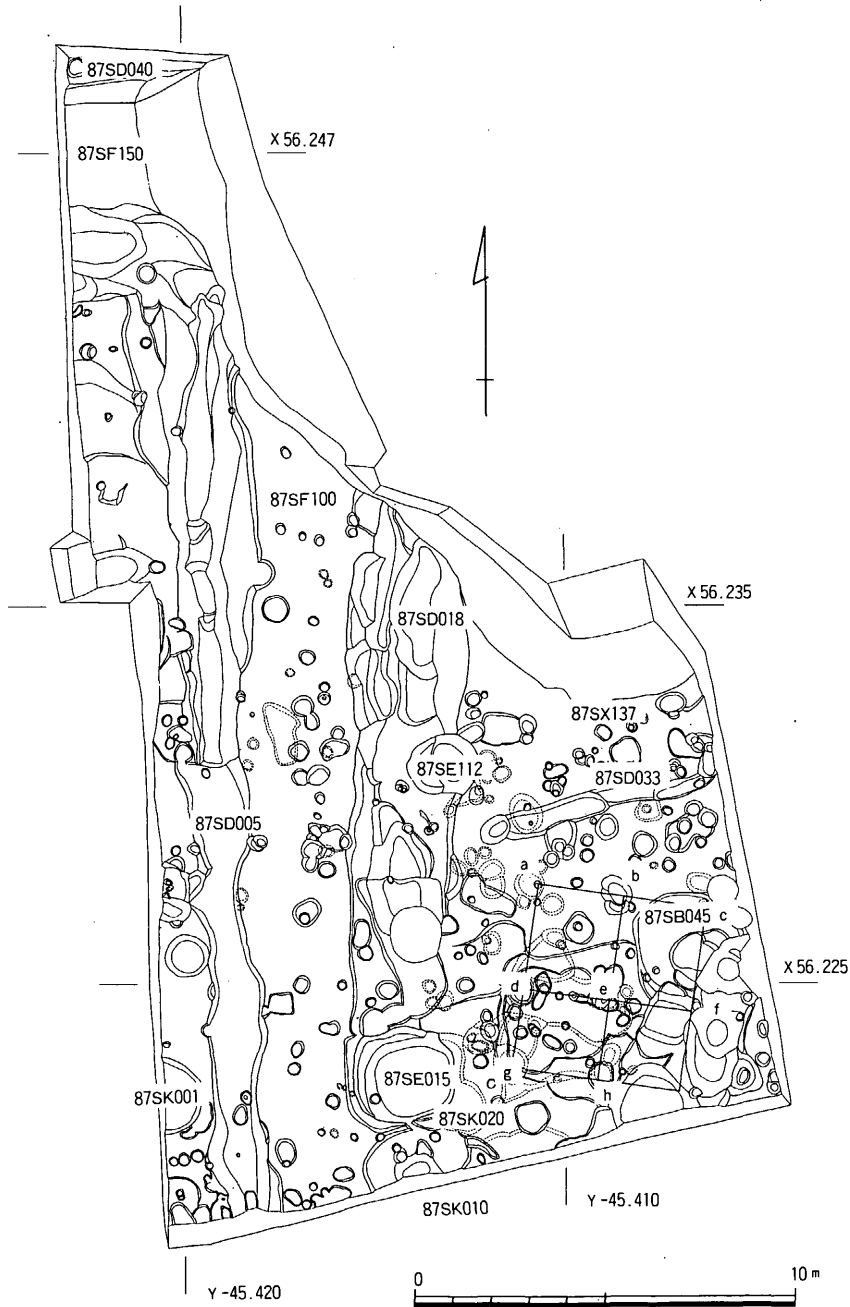 87SD040
X 56.247
87SF150
87SF100
X 56.235
87SD018
87SX137
87SE112
87SD033
87SD005
a
b
87SB045 c
X 56.225
d
e
f
87SE015
g
c
87SK001
h
87SK020
Y -45.410
87SK010
0
10 m
Y -45.420